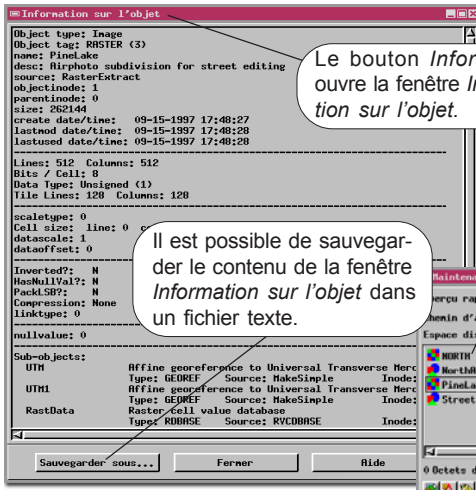 Information sur l'objet
Object type: Image
Object tag: RASTER (3)
name: PineLake
desc: Airphoto subdivision for street editing
source: RasterExtract
objectinode: 1
parentinode: 0
size: 262144
create date/time: 09-15-1997 17:48:27
lastmod date/time: 09-15-1997 17:48:28
lastused date/time: 09-15-1997 17:48:28
Lines: 512 Columns: 512
Bits / Cell: 8
Data Type: Unsigned (1)
Tile Lines: 128 Columns: 128
scaletype: 0
Cell size: line: 0
datascale: 1
dataoffset: 0
Inverted?: N
HasNullVal?: N
PackLSB?: N
Compression: None
linktype: 0
nullvalue: 0
Sub-objects:
UTM Affine georeference to Universal Transverse Merc
Type: GEOREF Source: MakeSimple Inode:
UTM1 Affine georeference to Universal Transverse Merc
Type: GEOREF Source: MakeSimple Inode:
RastData Raster cell value database
Type: RDBASE Source: RVCDBASE Inode:
Sauvegarder sous... Fermer Aide
Le bouton Infor
ouvre la fenêtre I
tion sur l'objet.
Il est possible de sauvegar-
der le contenu de la fenêtre
Information sur l'objet dans
un fichier texte.
Maintena
perçu rap
hemin d'
Espace di
NORTH
NorthA
PineLa
Street
0 Octets d